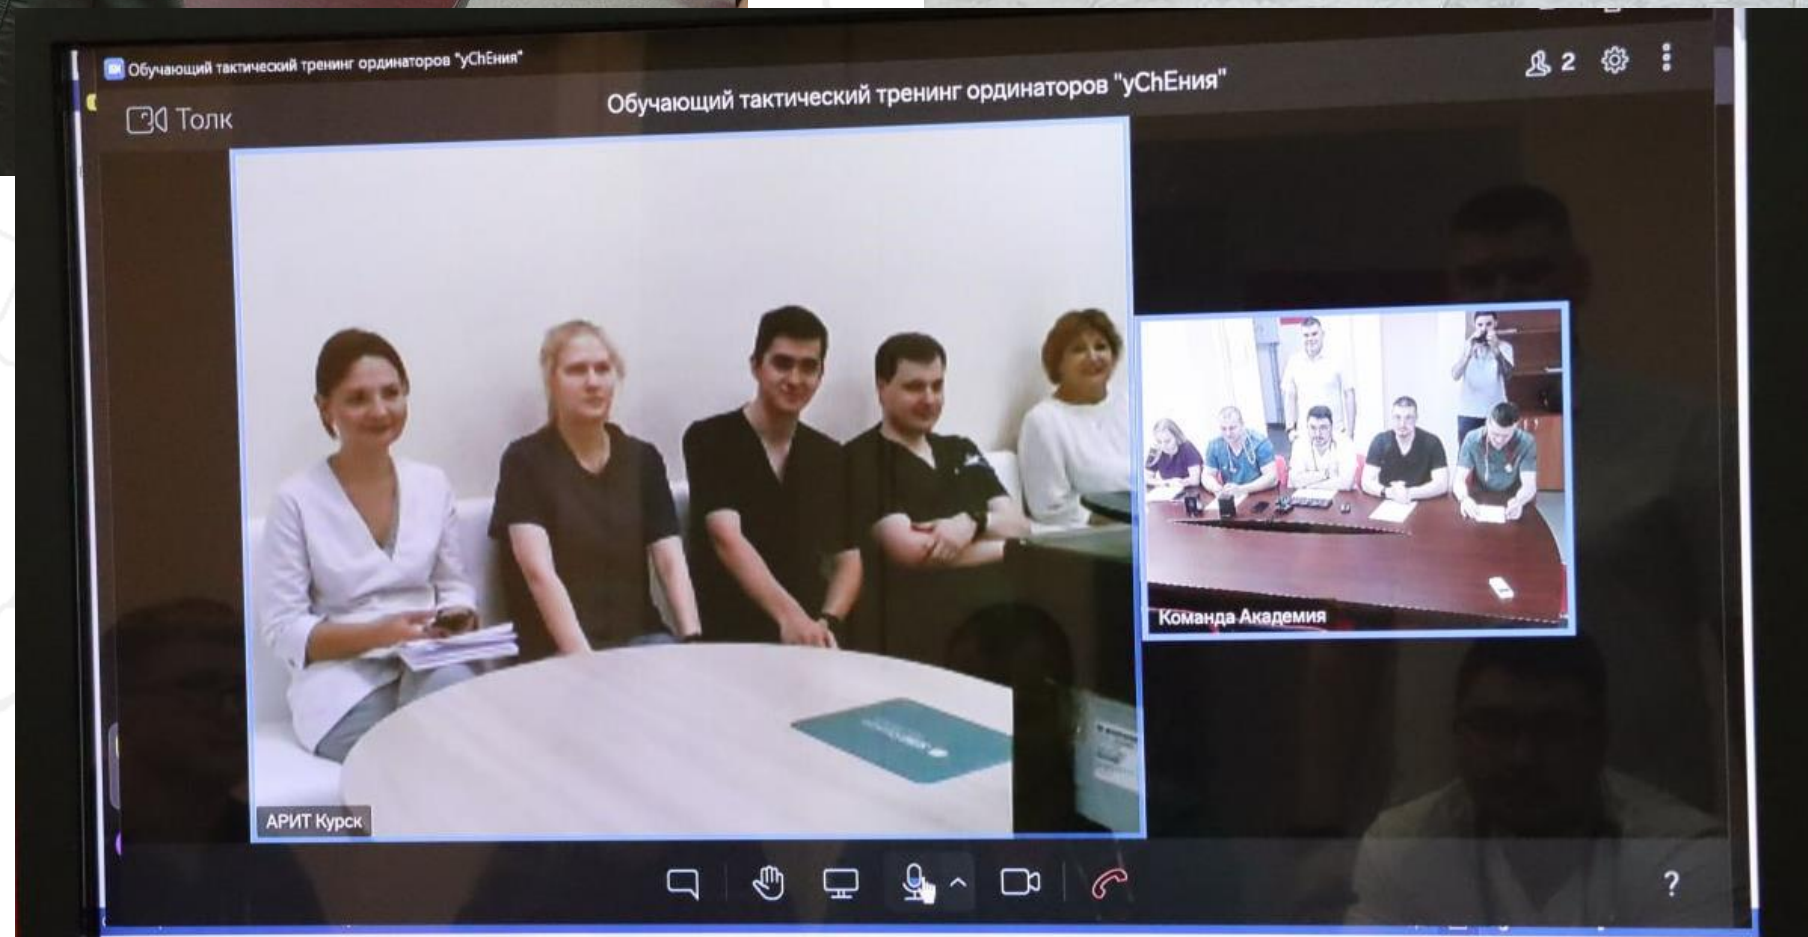 Обучающий тактический тренинг ординаторов "уChЕния"
Толк
Обучающий тактический тренинг ординаторов "уChЕния"
2
Команда Академия
АРИТ Курск
?